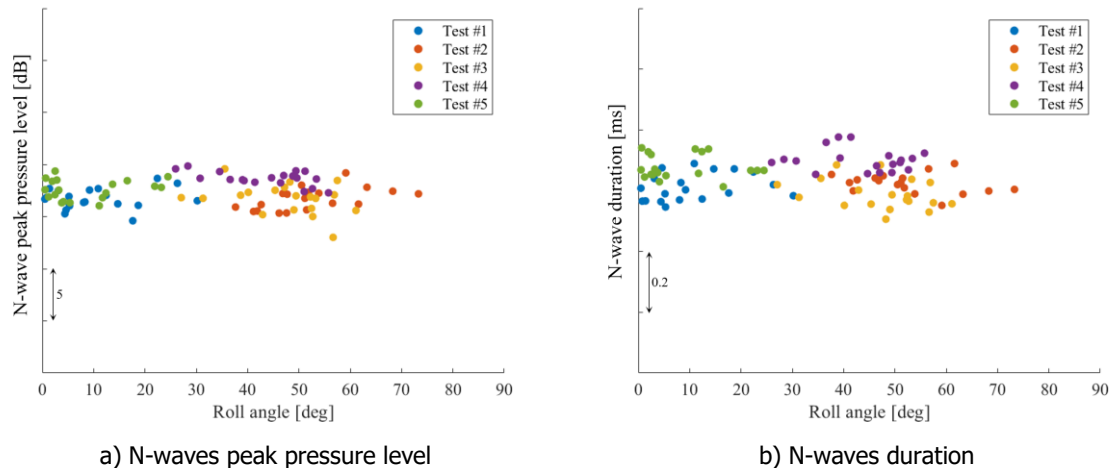 N-wave peak pressure level [dB]
Test #1
Test #2
Test #3
Test #4
Test #5
5
0 10 20 30 40 50 60 70 80 90
Roll angle [deg]
a) N-waves peak pressure level
N-wave duration [ms]
Test #1
Test #2
Test #3
Test #4
Test #5
0.2
0 10 20 30 40 50 60 70 80 90
Roll angle [deg]
b) N-waves duration